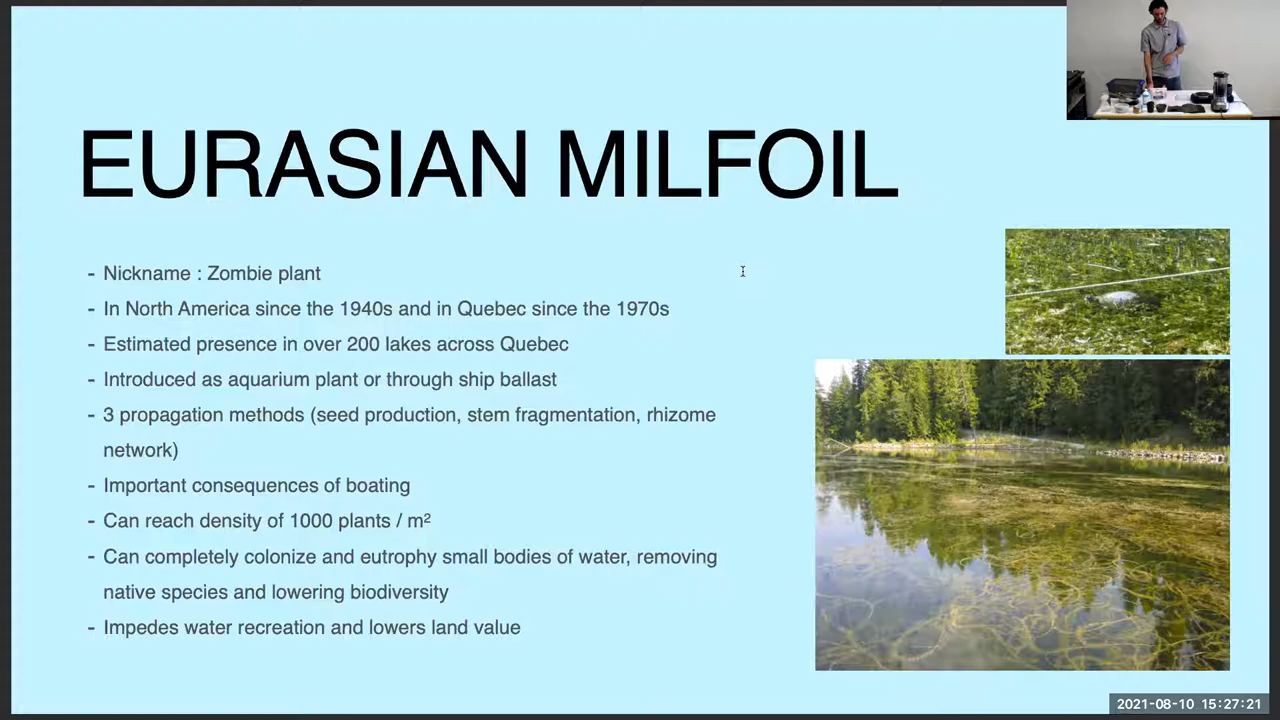 EURASIAN MILFOIL
- Nickname : Zombie plant
- In North America since the 1940s and in Quebec since the 1970s
- Estimated presence in over 200 lakes across Quebec
- Introduced as aquarium plant or through ship ballast
- 3 propagation methods (seed production, stem fragmentation, rhizome
network)
- Important consequences of boating
- Can reach density of 1000 plants / m²
- Can completely colonize and eutrophy small bodies of water, removing
native species and lowering biodiversity
- Impedes water recreation and lowers land value
2021-08-10 15:27:21